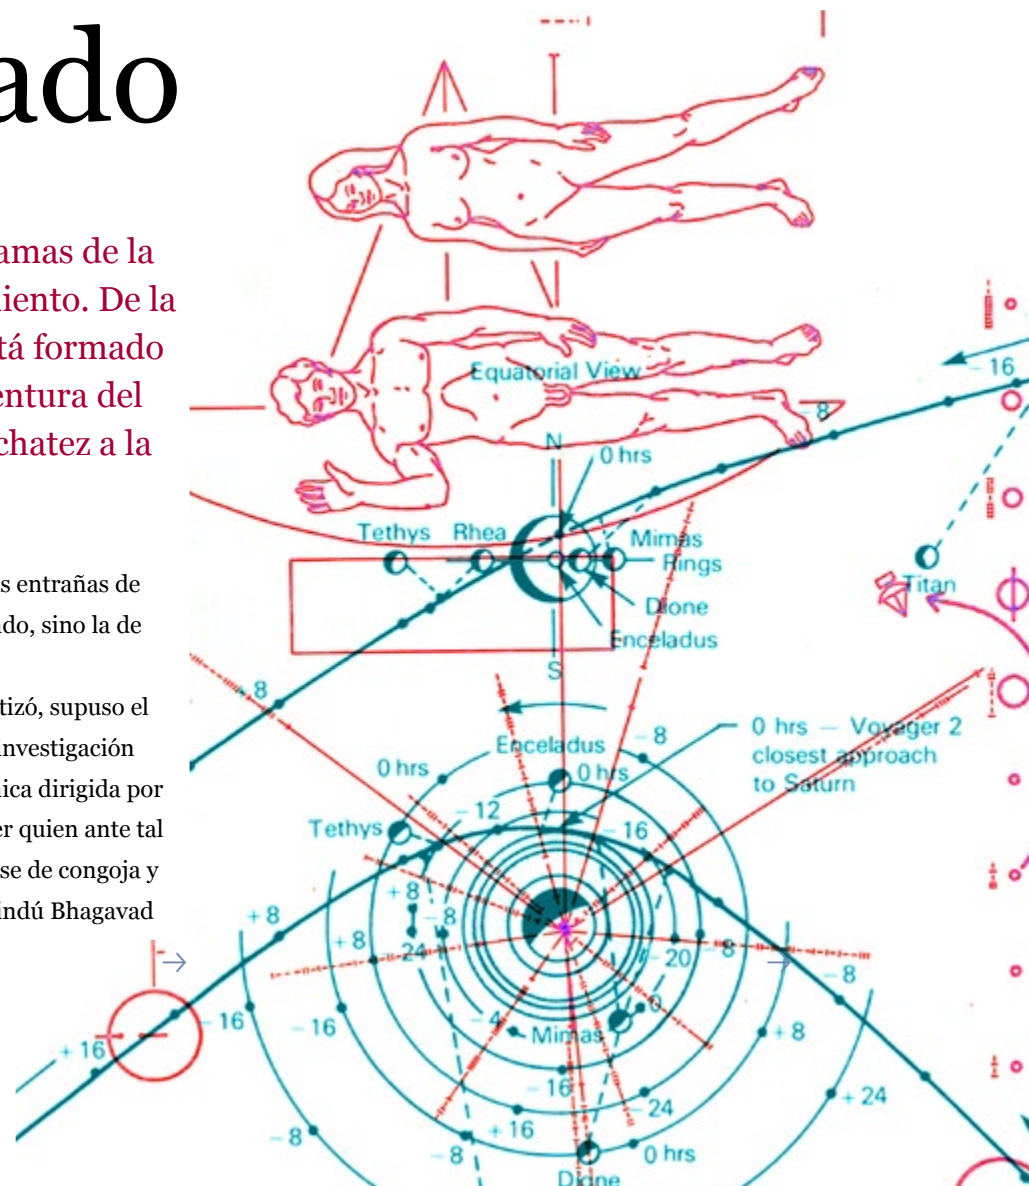 ado
amas de la
iento. De la
tá formado
entura del
chatez a la
s entrañas de
do, sino la de
tizó, supuso el
investigación
nica dirigida por
er quien ante tal
se de congoja y
indú Bhagavad
Equatorial View
- 16
- 8
N
0 hrs
Tethys Rhea
Mimas
Rings
Titan
Dione
Enceladus
S
- 8
0 hrs – Voyager 2
closest approach
to Saturn
- 8
Enceladus
0 hrs
0 hrs
- 12
- 16
Tethys
+ 8
- 8
+ 8
+ 8
- 24
- 20
- 8
- 8
- 16
- 16
- 4
0
Mimas
+ 8
+ 16
- 16
- 24
+ 24
+ 16
- 8
- 8
0 hrs
Dione